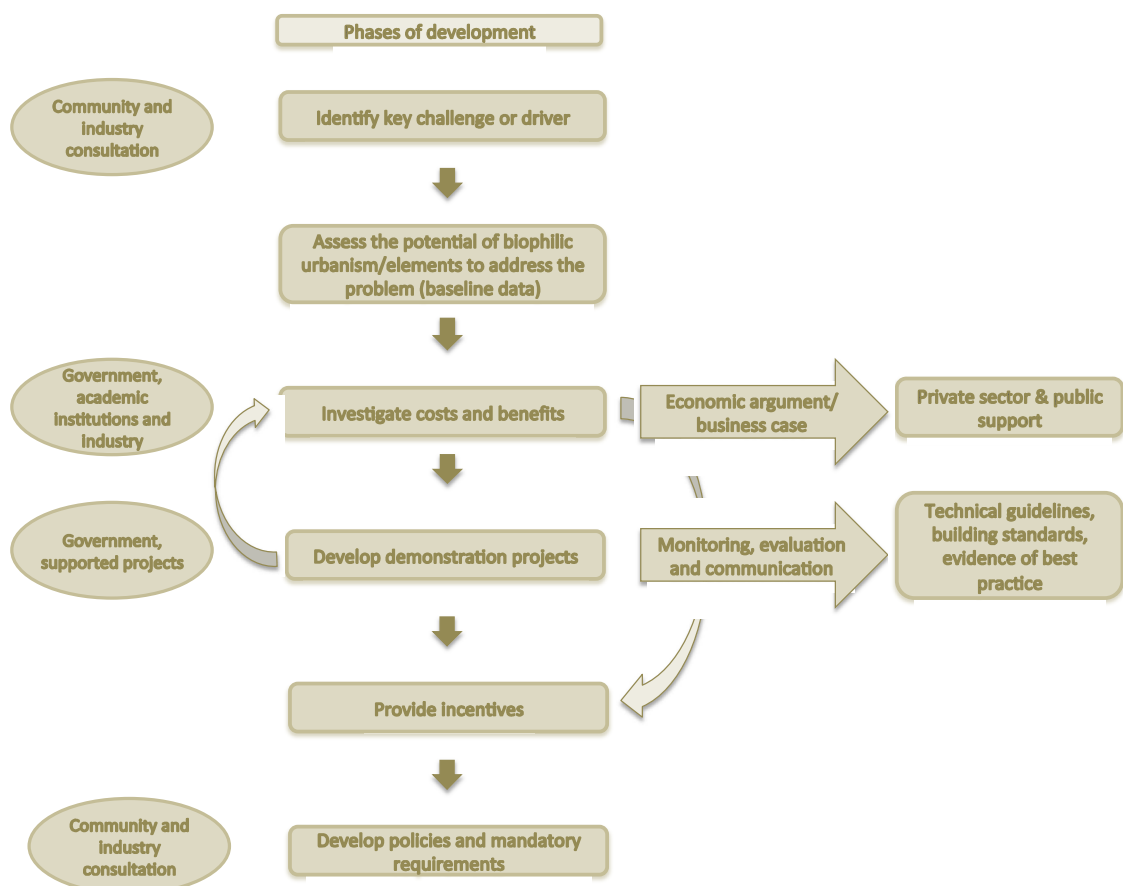 Phases of development
Community and
industry
consultation
Identify key challenge or driver
Assess the potential of biophilic
urbanism/elements to address the
problem (baseline data)
Government,
academic
institutions and
industry
Investigate costs and benefits
Economic argument/
business case
Private sector & public
support
Government,
supported projects
Develop demonstration projects
Monitoring, evaluation
and communication
Technical guidelines,
building standards,
evidence of best
practice
Provide incentives
Community and
industry
consultation
Develop policies and mandatory
requirements